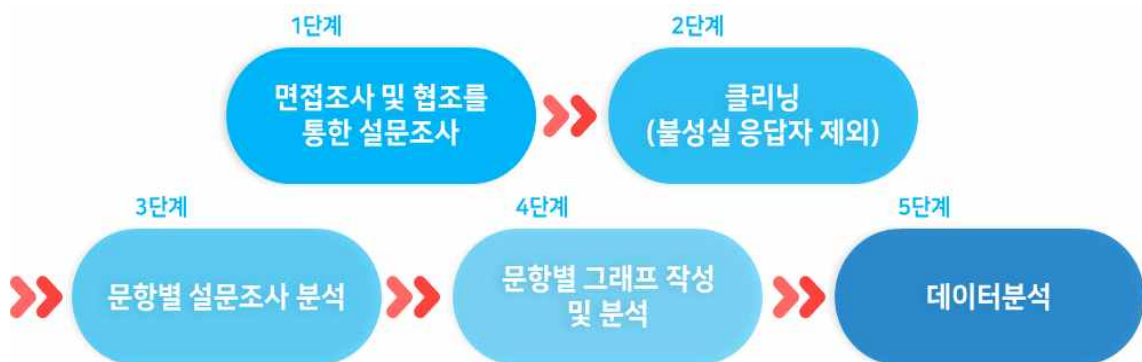 1단계
면접조사 및 협조를
통한 설문조사
2단계
클리닝
(불성실 응답자 제외)
3단계
문항별 설문조사 분석
4단계
문항별 그래프 작성
및 분석
5단계
데이터분석